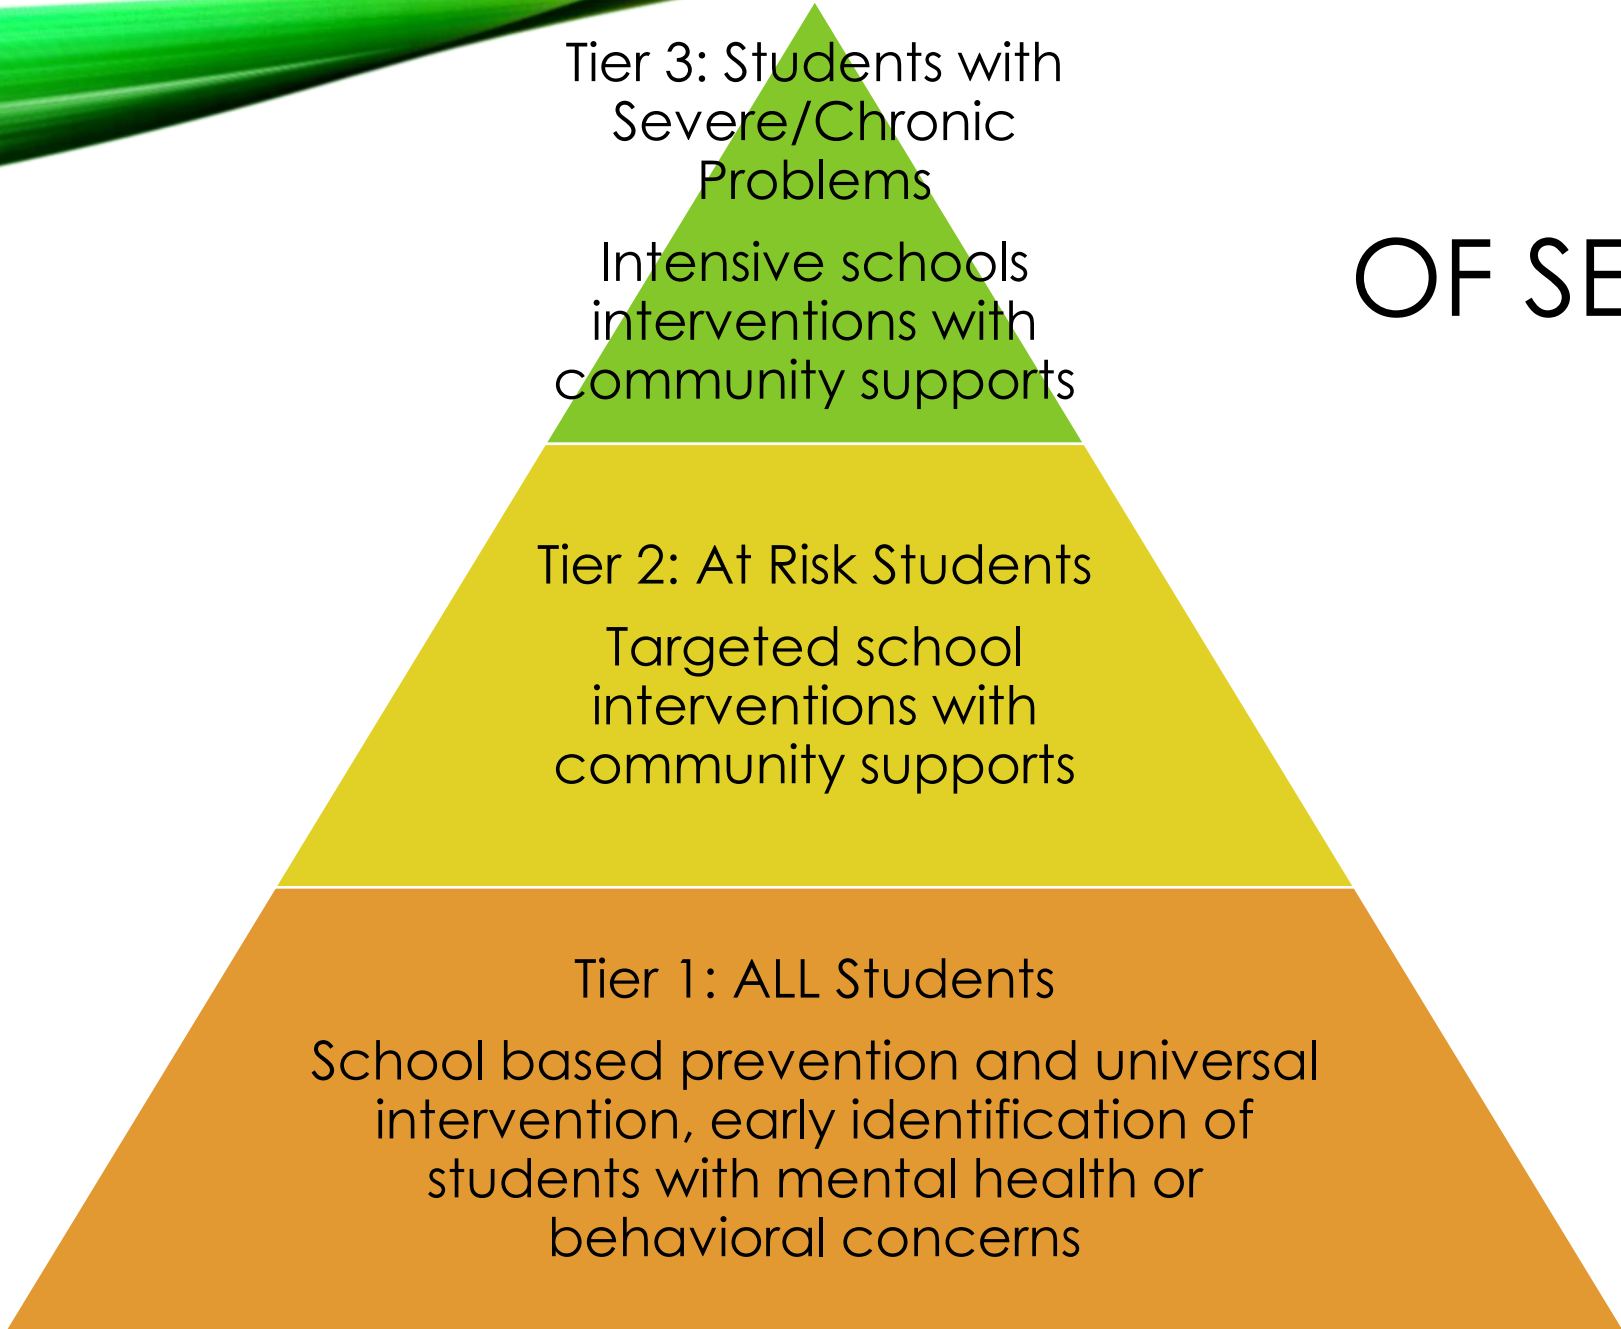 Tier 3: Students with
Severe/Chronic
Problems
Intensive schools
interventions with
community supports
OF SE
Tier 2: At Risk Students
Targeted school
interventions with
community supports
Tier 1: ALL Students
School based prevention and universal
intervention, early identification of
students with mental health or
behavioral concerns